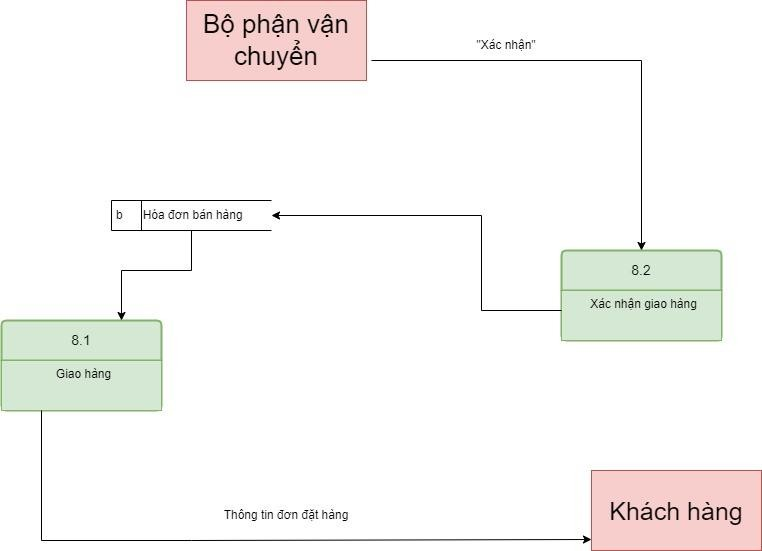 Bộ phận vận
chuyển
"Xác nhận"
b
Hóa đơn bán hàng
8.2
Xác nhận giao hàng
8.1
Giao hàng
Thông tin đơn đặt hàng
Khách hàng